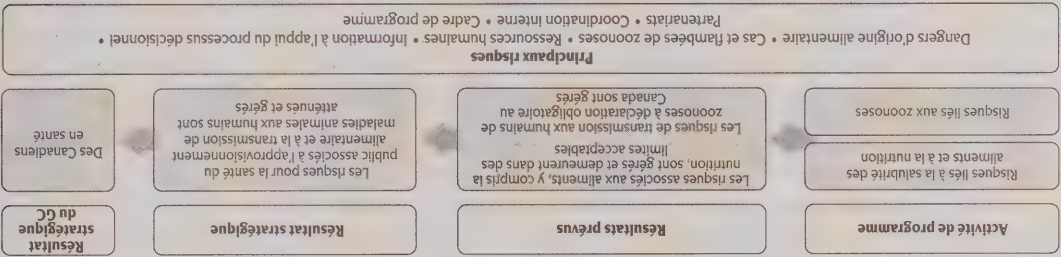 Activité de programme
Résultats prévus
Résultat stratégique
Résultat
stratégique
du GC
Risques liés à la salubrité des
aliments et à la nutrition
Risques liés aux zoonoses
Les risques associés aux aliments, y compris la
nutrition, sont gérés et demeurent dans des
limites acceptables
Les risques de transmission aux humains de
zoonoses à déclaration obligatoire au
Canada sont gérés
Les risques pour la santé du
public associés à l'approvisionnement
alimentaire et à la transmission de
maladies animales aux humains sont
atténués et gérés
Des Canadiens
en santé
Principaux risques
Dangers d'origine alimentaire • Cas et flambées de zoonoses • Ressources humaines • Information à l'appui du processus décisionnel •
Partenariats • Coordination interne • Cadre de programme